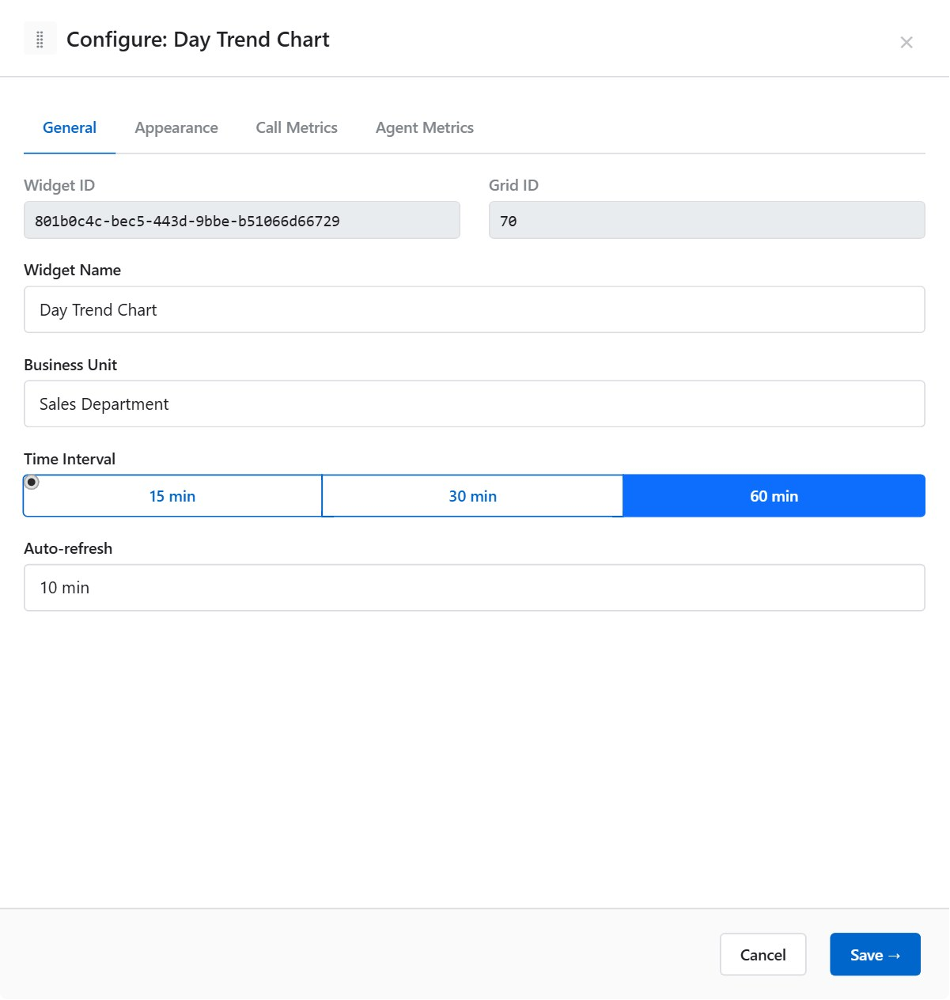 Configure: Day Trend Chart
General
Appearance
Call Metrics
Agent Metrics
Widget ID
Grid ID
801b0c4c-bec5-443d-9bbe-b51066d66729
70
Widget Name
Day Trend Chart
Business Unit
Sales Department
Time Interval
15 min
30 min
60 min
Auto-refresh
10 min
Cancel
Save →